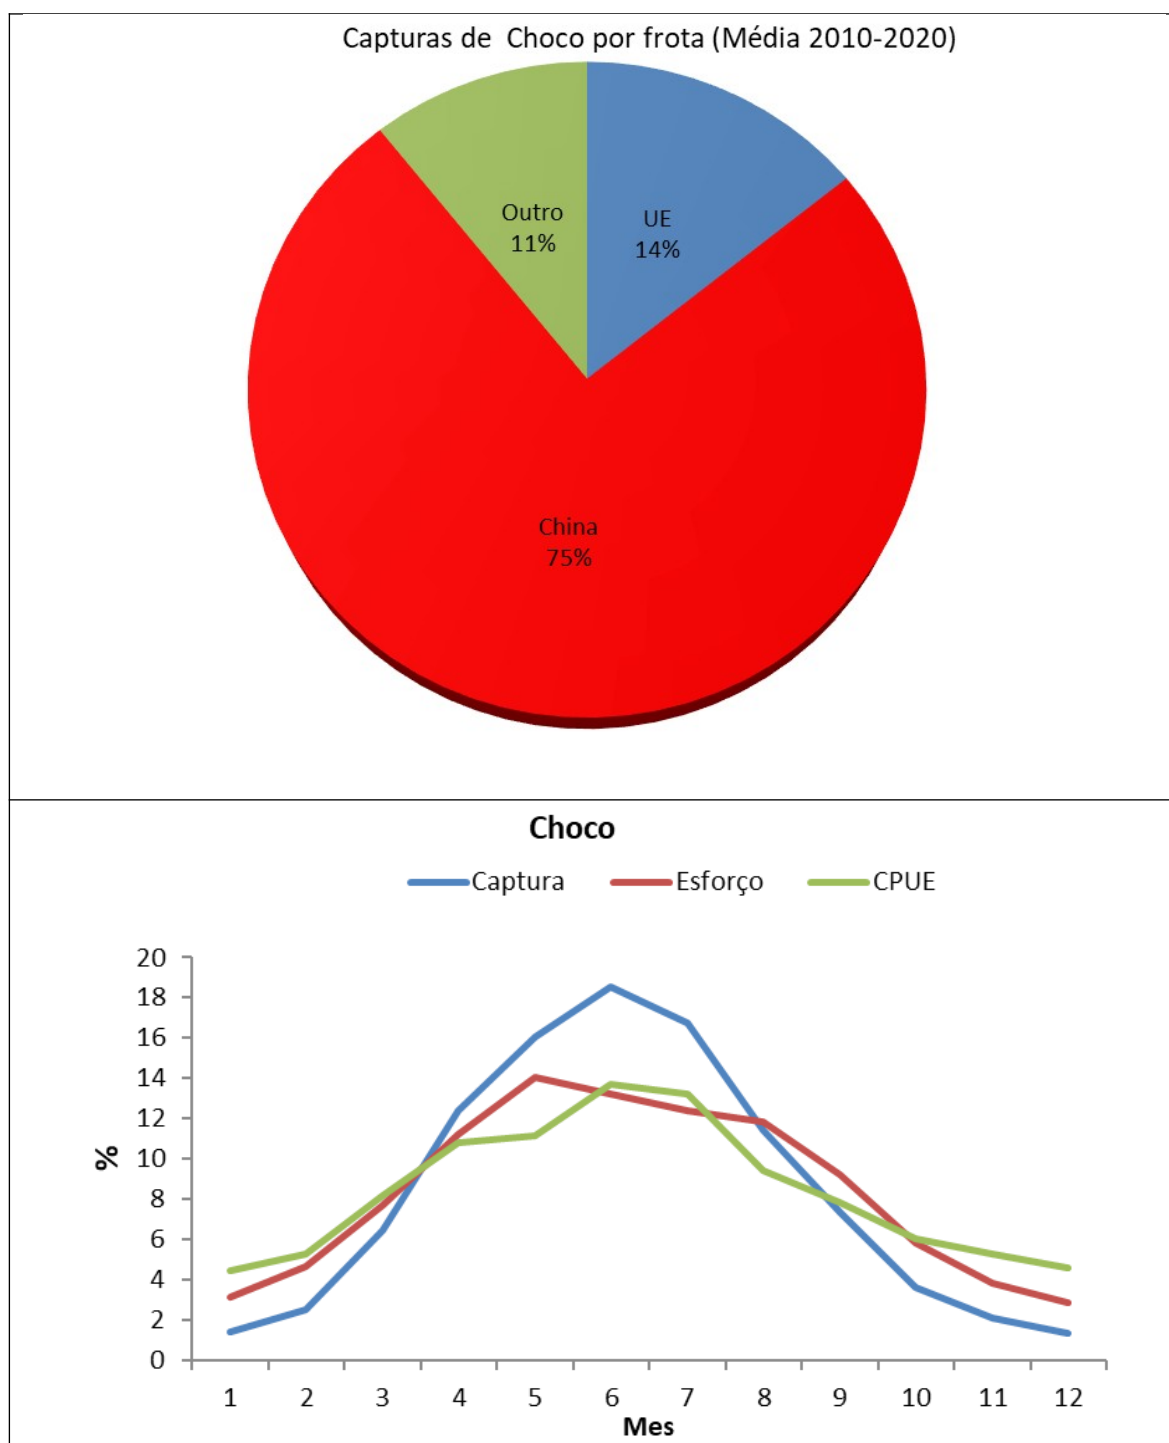 Capturas de  Choco por frota (Média 2010-2020)
Outro
11%
UE
14%
China
75%
Choco
Captura
Esforço
CPUE
20
18
16
14
12
10
8
6
4
2
0
%
1 2 3 4 5 6 7 8 9 10 11 12
Mes